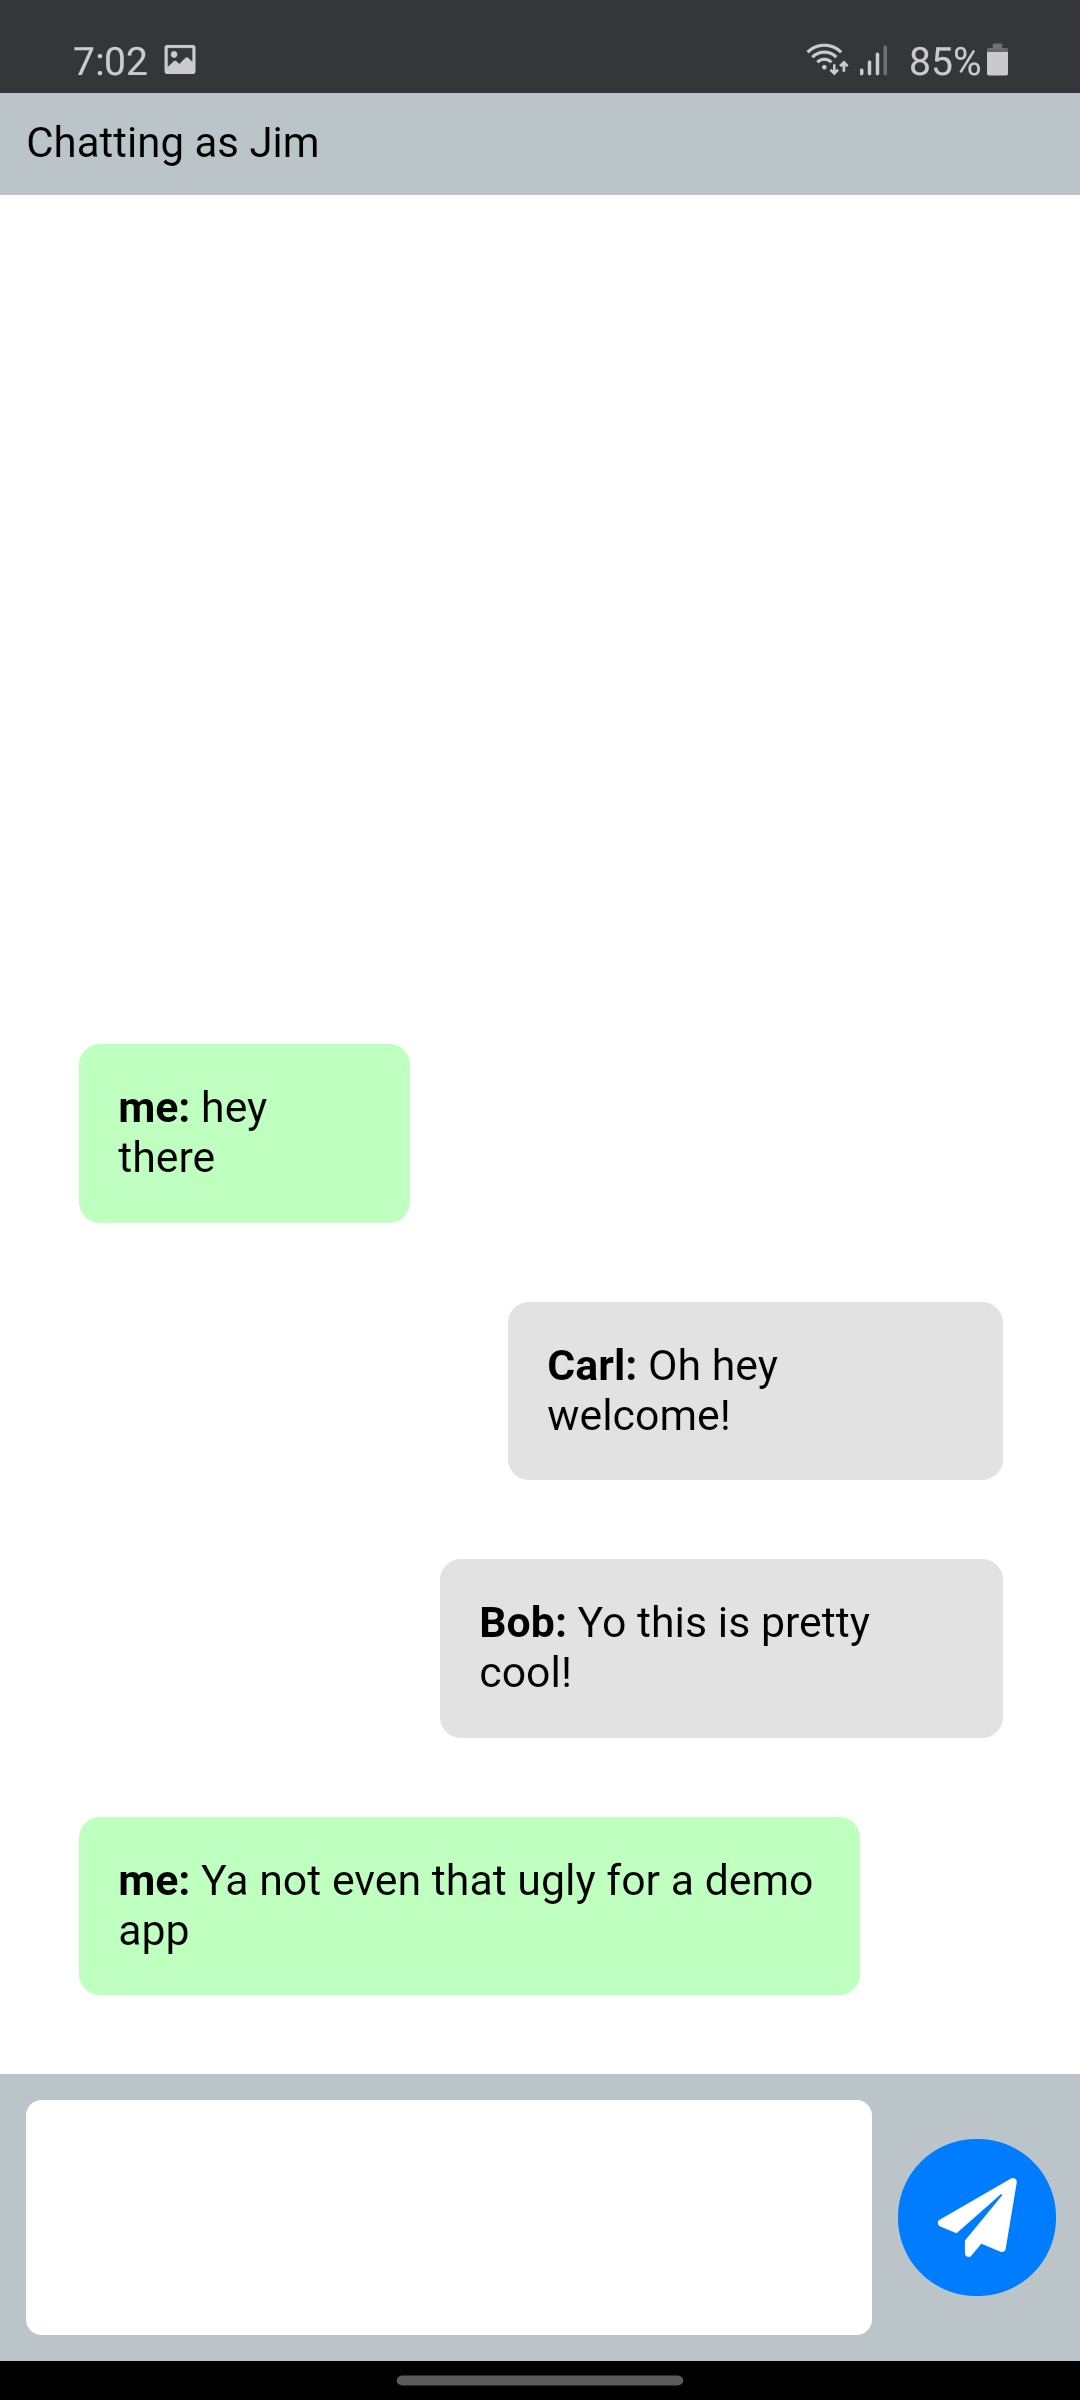 7:02
85%
Chatting as Jim
me: hey
there
Carl: Oh hey
welcome!
Bob: Yo this is pretty
cool!
me: Ya not even that ugly for a demo
app